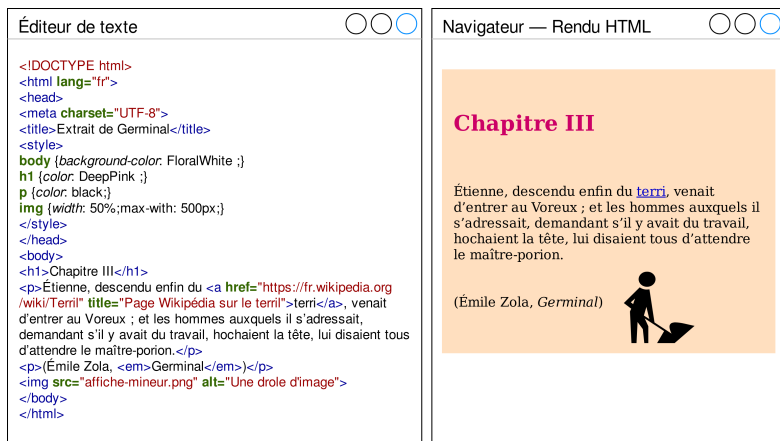 Éditeur de texte
<!DOCTYPE html>
<html lang="fr">
<head>
<meta charset="UTF-8">
<title>Extrait de Germinal</title>
<style>
body {background-color: FloralWhite ;}
h1 {color: DeepPink ;}
p {color: black;}
img {width: 50%;max-with: 500px;}
</style>
</head>
<body>
<h1>Chapitre III</h1>
<p>Étienne, descendu enfin du <a href="https://fr.wikipedia.org
/wiki/Terril" title="Page Wikipédia sur le terril">terri</a>, venait
d'entrer au Voreux ; et les hommes auxquels il s'adressait,
demandant s'il y avait du travail, hochaient la tête, lui disaient tous
d'attendre le maître-porion.</p>
<p>(Émile Zola, <em>Germinal</em>)</p>
<img src="affiche-mineur.png" alt="Une drole d'image">
</body>
</html>
Navigateur — Rendu HTML
Chapitre III
Étienne, descendu enfin du terri, venait
d'entrer au Voreux ; et les hommes auxquels il
s'adressait, demandant s'il y avait du travail,
hochaient la tête, lui disaient tous d'attendre
le maître-porion.
(Émile Zola, Germinal)